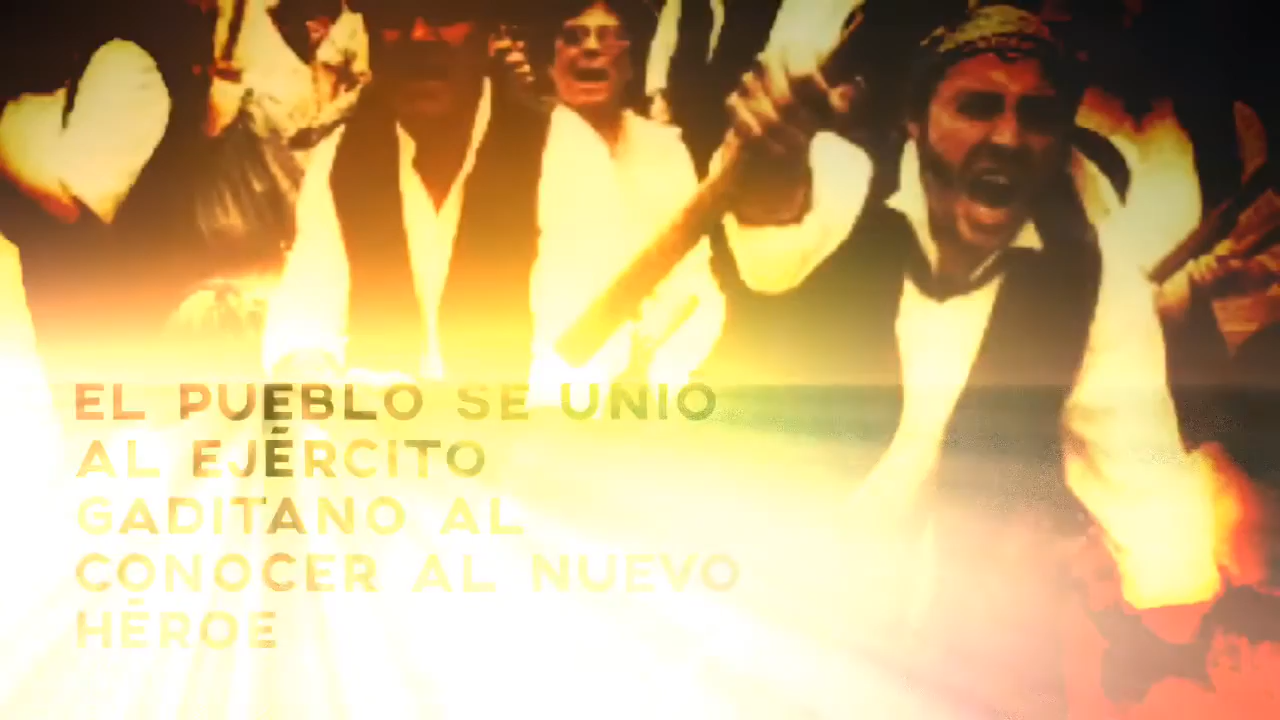 EL PUEBLO SE UNIÓ
AL EJÉRCITO
GADITANO AL
CONOCER AL NUEVO
HÉROE